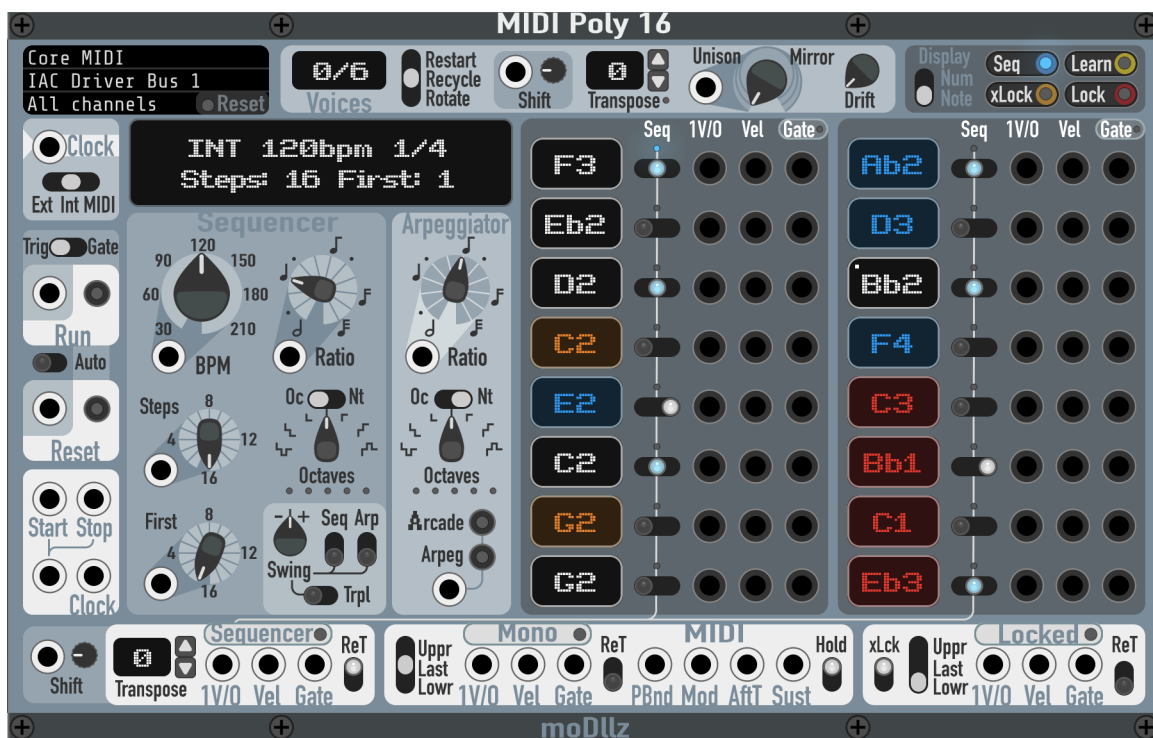 MIDI Poly 16
Core MIDI
IAC Driver Bus 1
All channels Reset
0/6
Voices
Restart
Recycle
Rotate
Shift
0
Transpose
Unison Mirror
Drift
Display
Num
Note
Seq Learn
xLock Lock
Clock
Ext Int MIDI
INT 120bpm 1/4
Steps: 16 First: 1
Trig Gate
Run
Auto
Reset
Start Stop
Clock
Sequencer
120
90 150
60 180
30 210
BPM
Ratio
Steps
8
4 12
16
Oc Nt
Octaves
First
8
4 12
16
- +
Swing
Seq Arp
Trpl
Arpeggiator
Ratio
Oc Nt
Octaves
Arcade
Arpeg
Seq 1V/O Vel Gate
F3
Eb2
D2
C2
E2
C2
G2
G2
Seq 1V/O Vel Gate
Ab2
D3
Bb2
F4
C3
Bb1
C1
Eb3
Shift
0
Transpose
Sequencer
1V/O Vel Gate
ReT
Uppr
Last
Lowr
Mono
1V/O Vel Gate
ReT
MIDI
PBnd Mod AftT Sust
Hold
xLck
Uppr
Last
Lowr
Locked
1V/O Vel Gate
ReT
moDllz